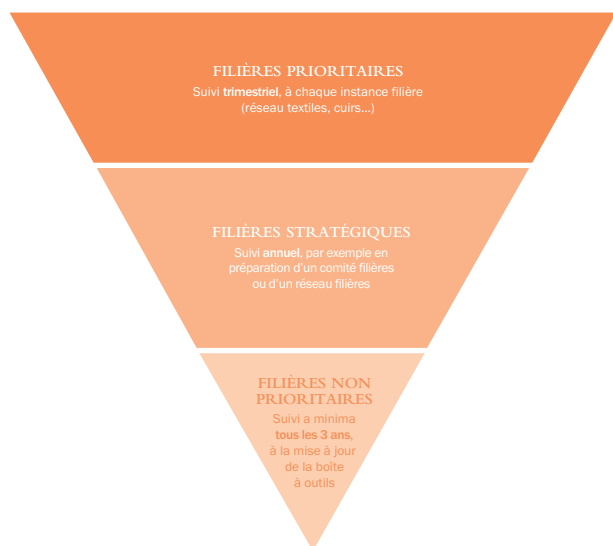 FILIÈRES PRIORITAIRES
Suivi trimestriel, à chaque instance filière
(réseau textiles, cuirs...)
FILIÈRES STRATÉGIQUES
Suivi annuel, par exemple en
préparation d'un comité filières
ou d'un réseau filières
FILIÈRES NON
PRIORITAIRES
Suivi a minima
tous les 3 ans,
à la mise à jour
de la boîte
à outils